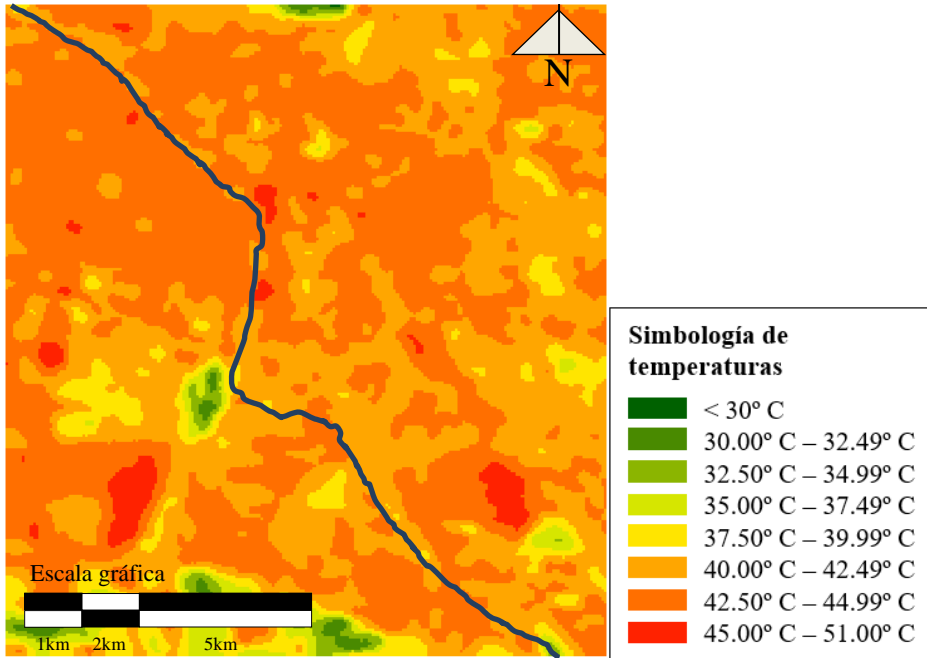 N
Simbología de
temperaturas
< 30º C
30.00º C – 32.49º C
32.50º C – 34.99º C
35.00º C – 37.49º C
37.50º C – 39.99º C
40.00º C – 42.49º C
42.50º C – 44.99º C
45.00º C – 51.00º C
Escala gráfica
1km 2km 5km